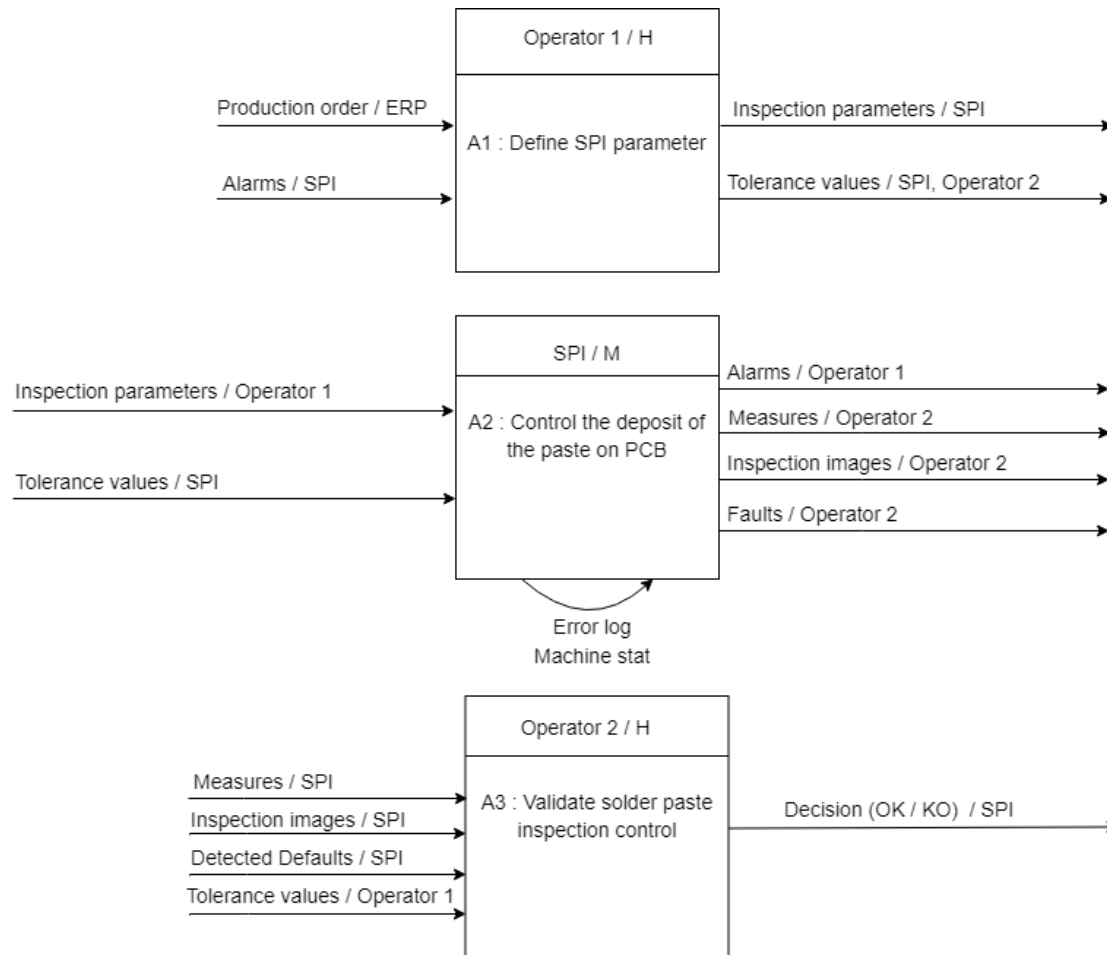 Operator 1 / H
Production order / ERP
Alarms / SPI
A1 : Define SPI parameter
Inspection parameters / SPI
Tolerance values / SPI, Operator 2
SPI / M
Inspection parameters / Operator 1
Tolerance values / SPI
A2 : Control the deposit of
the paste on PCB
Alarms / Operator 1
Measures / Operator 2
Inspection images / Operator 2
Faults / Operator 2
Error log
Machine stat
Operator 2 / H
Measures / SPI
Inspection images / SPI
Detected Defaults / SPI
Tolerance values / Operator 1
A3 : Validate solder paste
inspection control
Decision (OK / KO) / SPI